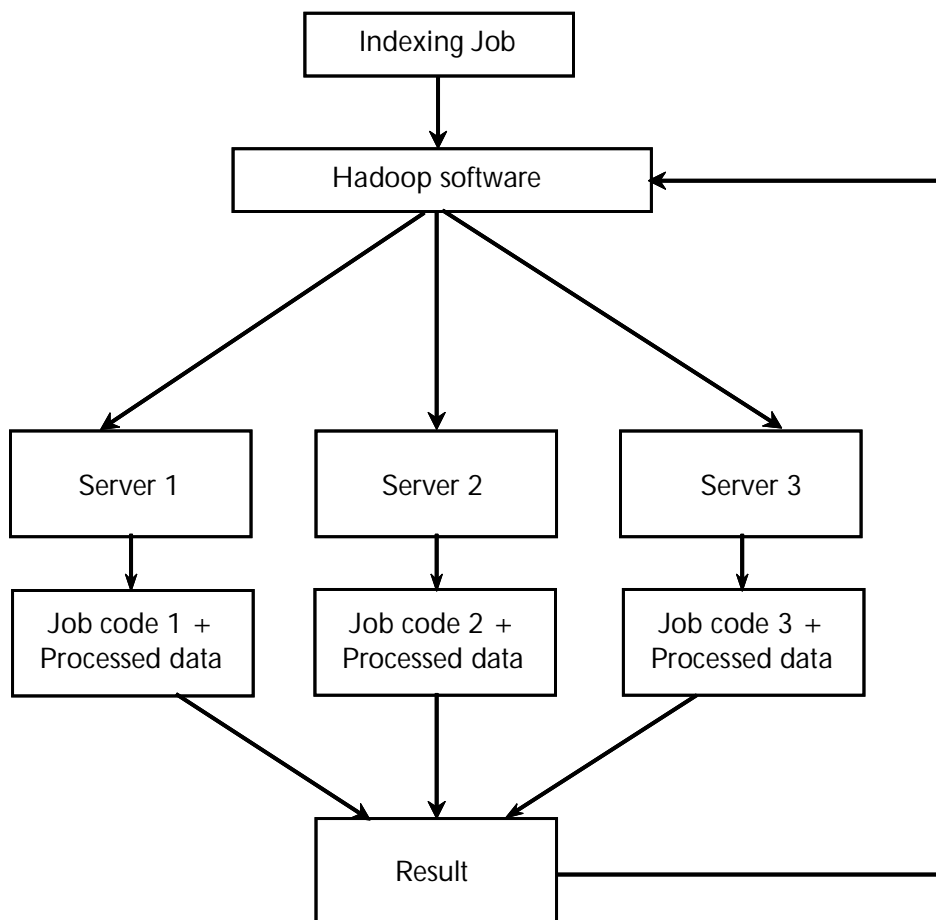 Indexing Job
Hadoop software
Server 1
Server 2
Server 3
Job code 1 +
Processed data
Job code 2 +
Processed data
Job code 3 +
Processed data
Result